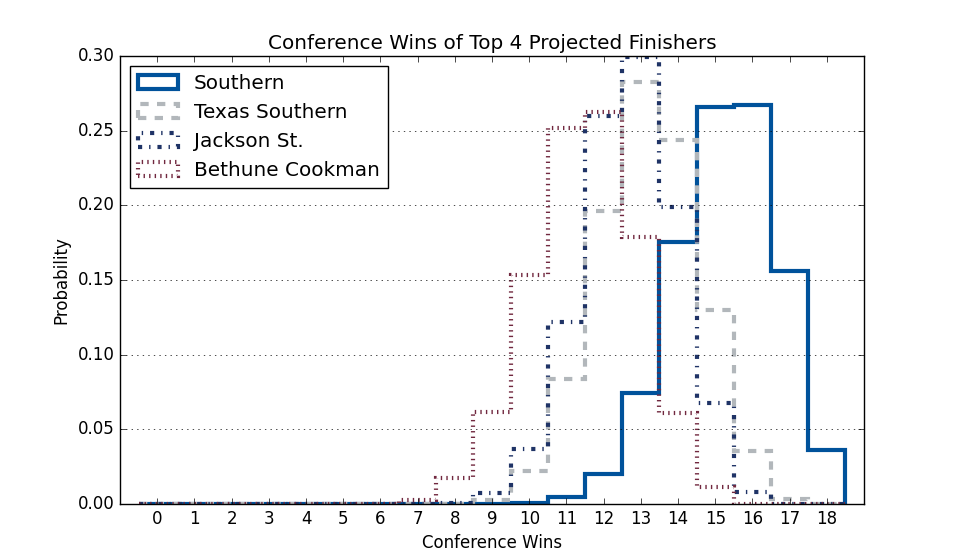 Conference Wins of Top 4 Projected Finishers
0.30
Southern
Texas Southern
Jackson St.
Bethune Cookman
0.25
0.20
0.15
0.10
0.05
0.00
Probability
0 1 2 3 4 5 6 7 8 9 10 11 12 13 14 15 16 17 18
Conference Wins